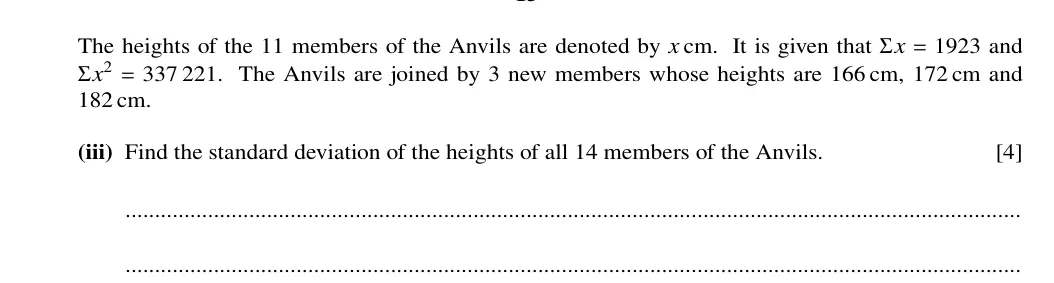 The heights of the 11 members of the Anvils are denoted by x cm. It is given that Σx = 1923 and
Σx² = 337 221. The Anvils are joined by 3 new members whose heights are 166 cm, 172 cm and
182 cm.
(iii) Find the standard deviation of the heights of all 14 members of the Anvils. [4]